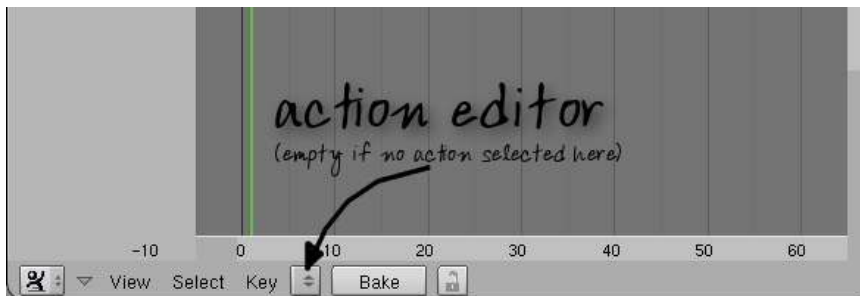 action editor
(empty if no action selected here)
-10 0 10 20 30 40 50 60
View Select Key Bake